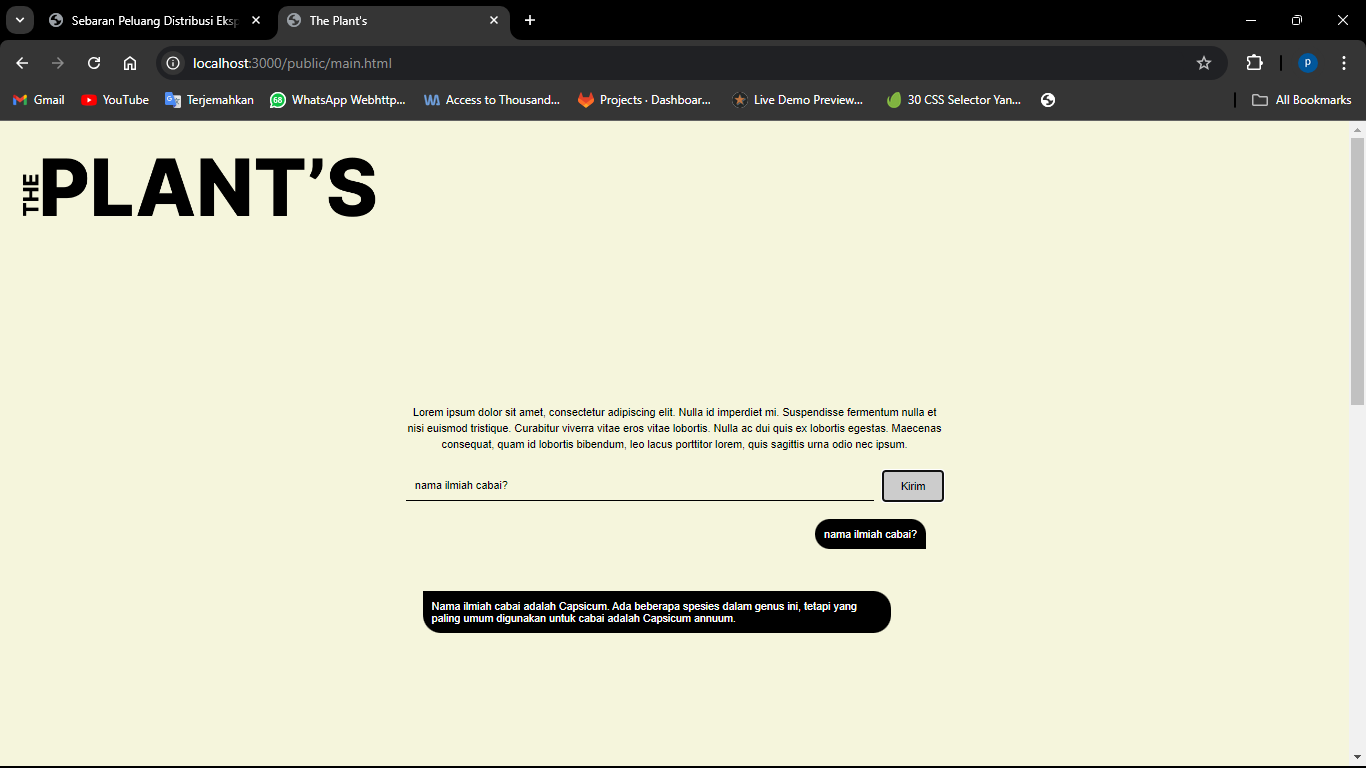 Sebaran Peluang Distribusi Eksp
The Plant's
localhost:3000/public/main.html
P
Gmail
YouTube
Terjemahkan
68
WhatsApp Webhttp...
Access to Thousand...
Projects · Dashboar...
Live Demo Preview...
30 CSS Selector Yan...
All Bookmarks
THE PLANT'S
Lorem ipsum dolor sit amet, consectetur adipiscing elit. Nulla id imperdiet mi. Suspendisse fermentum nulla et
nisi euismod tristique. Curabitur viverra vitae eros vitae lobortis. Nulla ac dui quis ex lobortis egestas. Maecenas
consequat, quam id lobortis bibendum, leo lacus porttitor lorem, quis sagittis urna odio nec ipsum.
nama ilmiah cabai?
Kirim
nama ilmiah cabai?
Nama ilmiah cabai adalah Capsicum. Ada beberapa spesies dalam genus ini, tetapi yang
paling umum digunakan untuk cabai adalah Capsicum annuum.